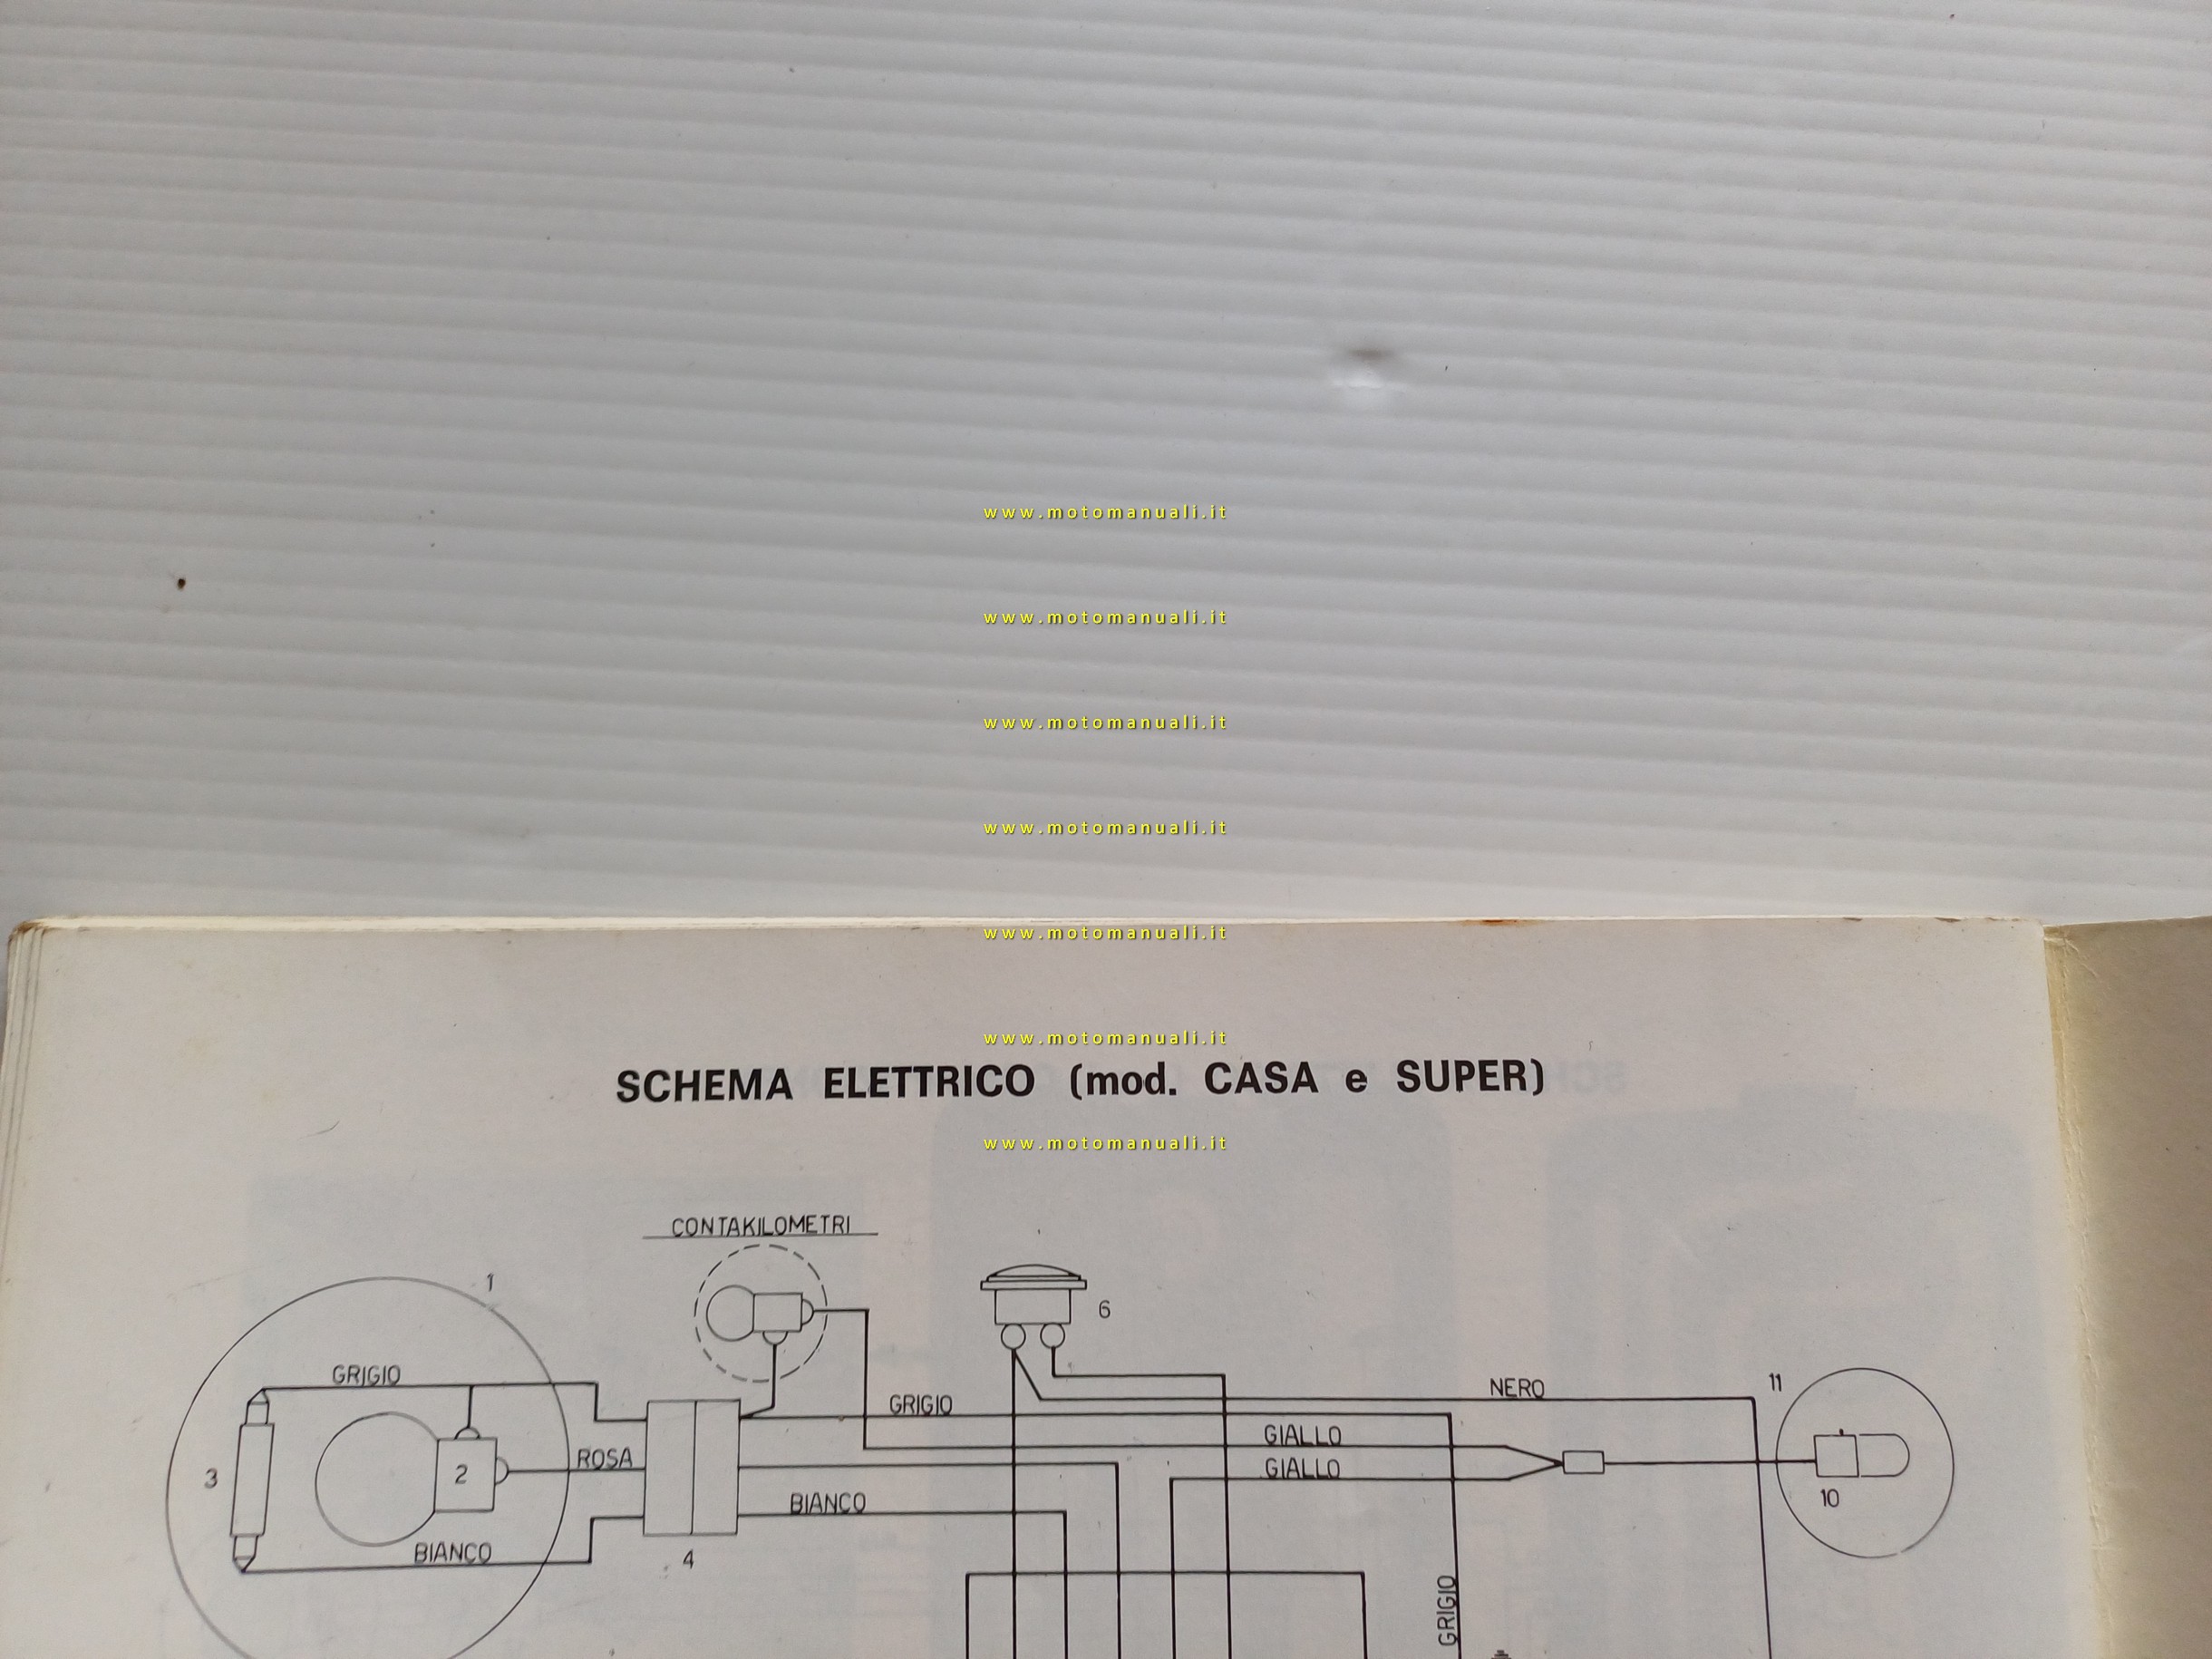 www.motomanuali.it
www.motomanuali.it
www.motomanuali.it
www.motomanuali.it
www.motomanuali.it
www.motomanuali.it
SCHEMA ELETTRICO (mod. CASA e SUPER)
www.motomanuali.it
CONTAKILOMETRI
1
6
GRIGIO
11
NERO
GRIGIO
GIALLO
ROSA
2
3
GIALLO
10
BIANCO
BIANCO
4
GRIGIO